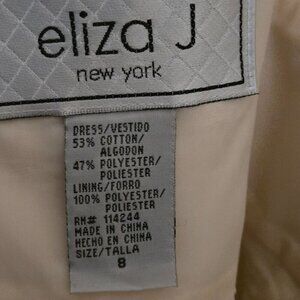 eliza J
new york
DRESS/VESTIDO
53% COTTON/
ALGODON
47% POLYESTER/
POLIESTER
LINING/FORRO
100% POLYESTER/
POLIESTER
RN# 114244
MADE IN CHINA
HECHO EN CHINA
SIZE/TALLA
8